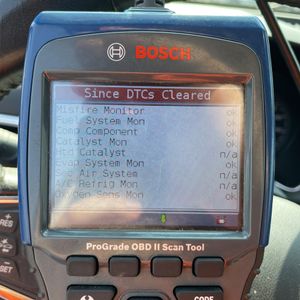 BOSCH
Since DTCs Cleared
Misfire Monitor ok
Fuel System Mon ok
Comp Component ok
Catalyst Mon ok
Htd Catalyst n/a
Evap System Mon ok
Sec Air System n/a
A/C Refrig Mon n/a
Oxygen Sens Mon ok
ProGrade OBD II Scan Tool
RES
SET
CODE